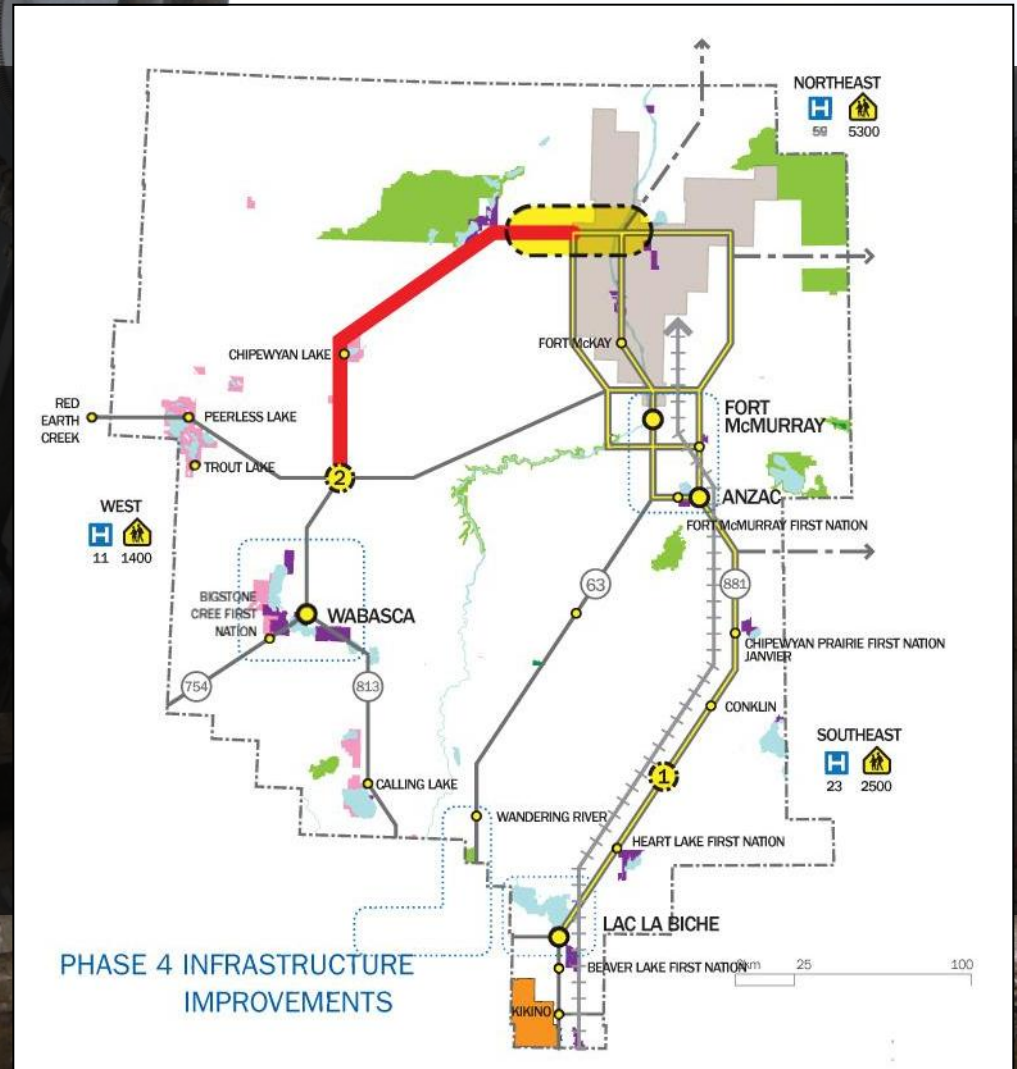 NORTHEAST
H
59 5300
FORT McKAY
CHIPEWYAN LAKE
RED
EARTH
CREEK
PEERLESS LAKE
TROUT LAKE
FORT
McMURRAY
2
WEST
H
11 1400
ANZAC
FORT McMURRAY FIRST NATION
63
881
BIGSTONE
CREE FIRST
NATION
WABASCA
CHIPEWYAN PRAIRIE FIRST NATION
JANVIER
754
813
CONKLIN
SOUTHEAST
H
23 2500
1
CALLING LAKE
WANDERING RIVER
HEART LAKE FIRST NATION
LAC LA BICHE
PHASE 4 INFRASTRUCTURE
IMPROVEMENTS
BEAVER LAKE FIRST NATION
0km 25 100
KIKINO